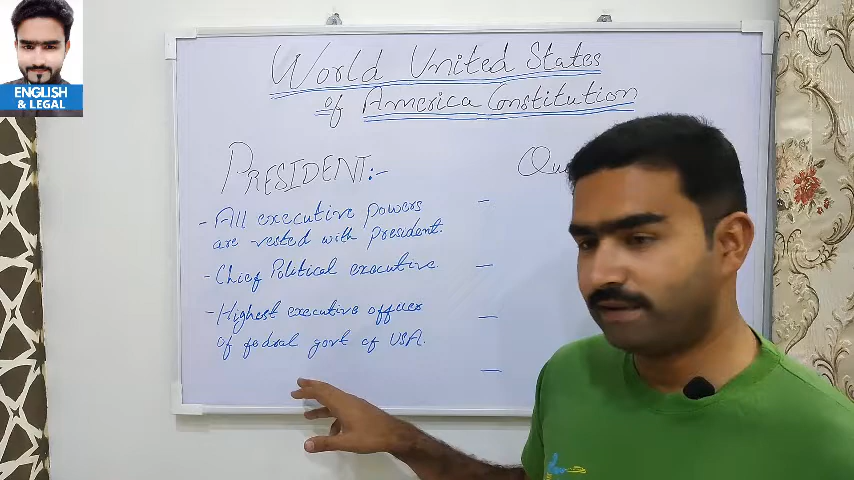 ENGLISH
& LEGAL
World United States
of America Constitution
PRESIDENT:-
- All executive powers
are vested with president.
- Chief Political executive.
- Highest executive officer
of fedral govt of USA.
-
-
-
-